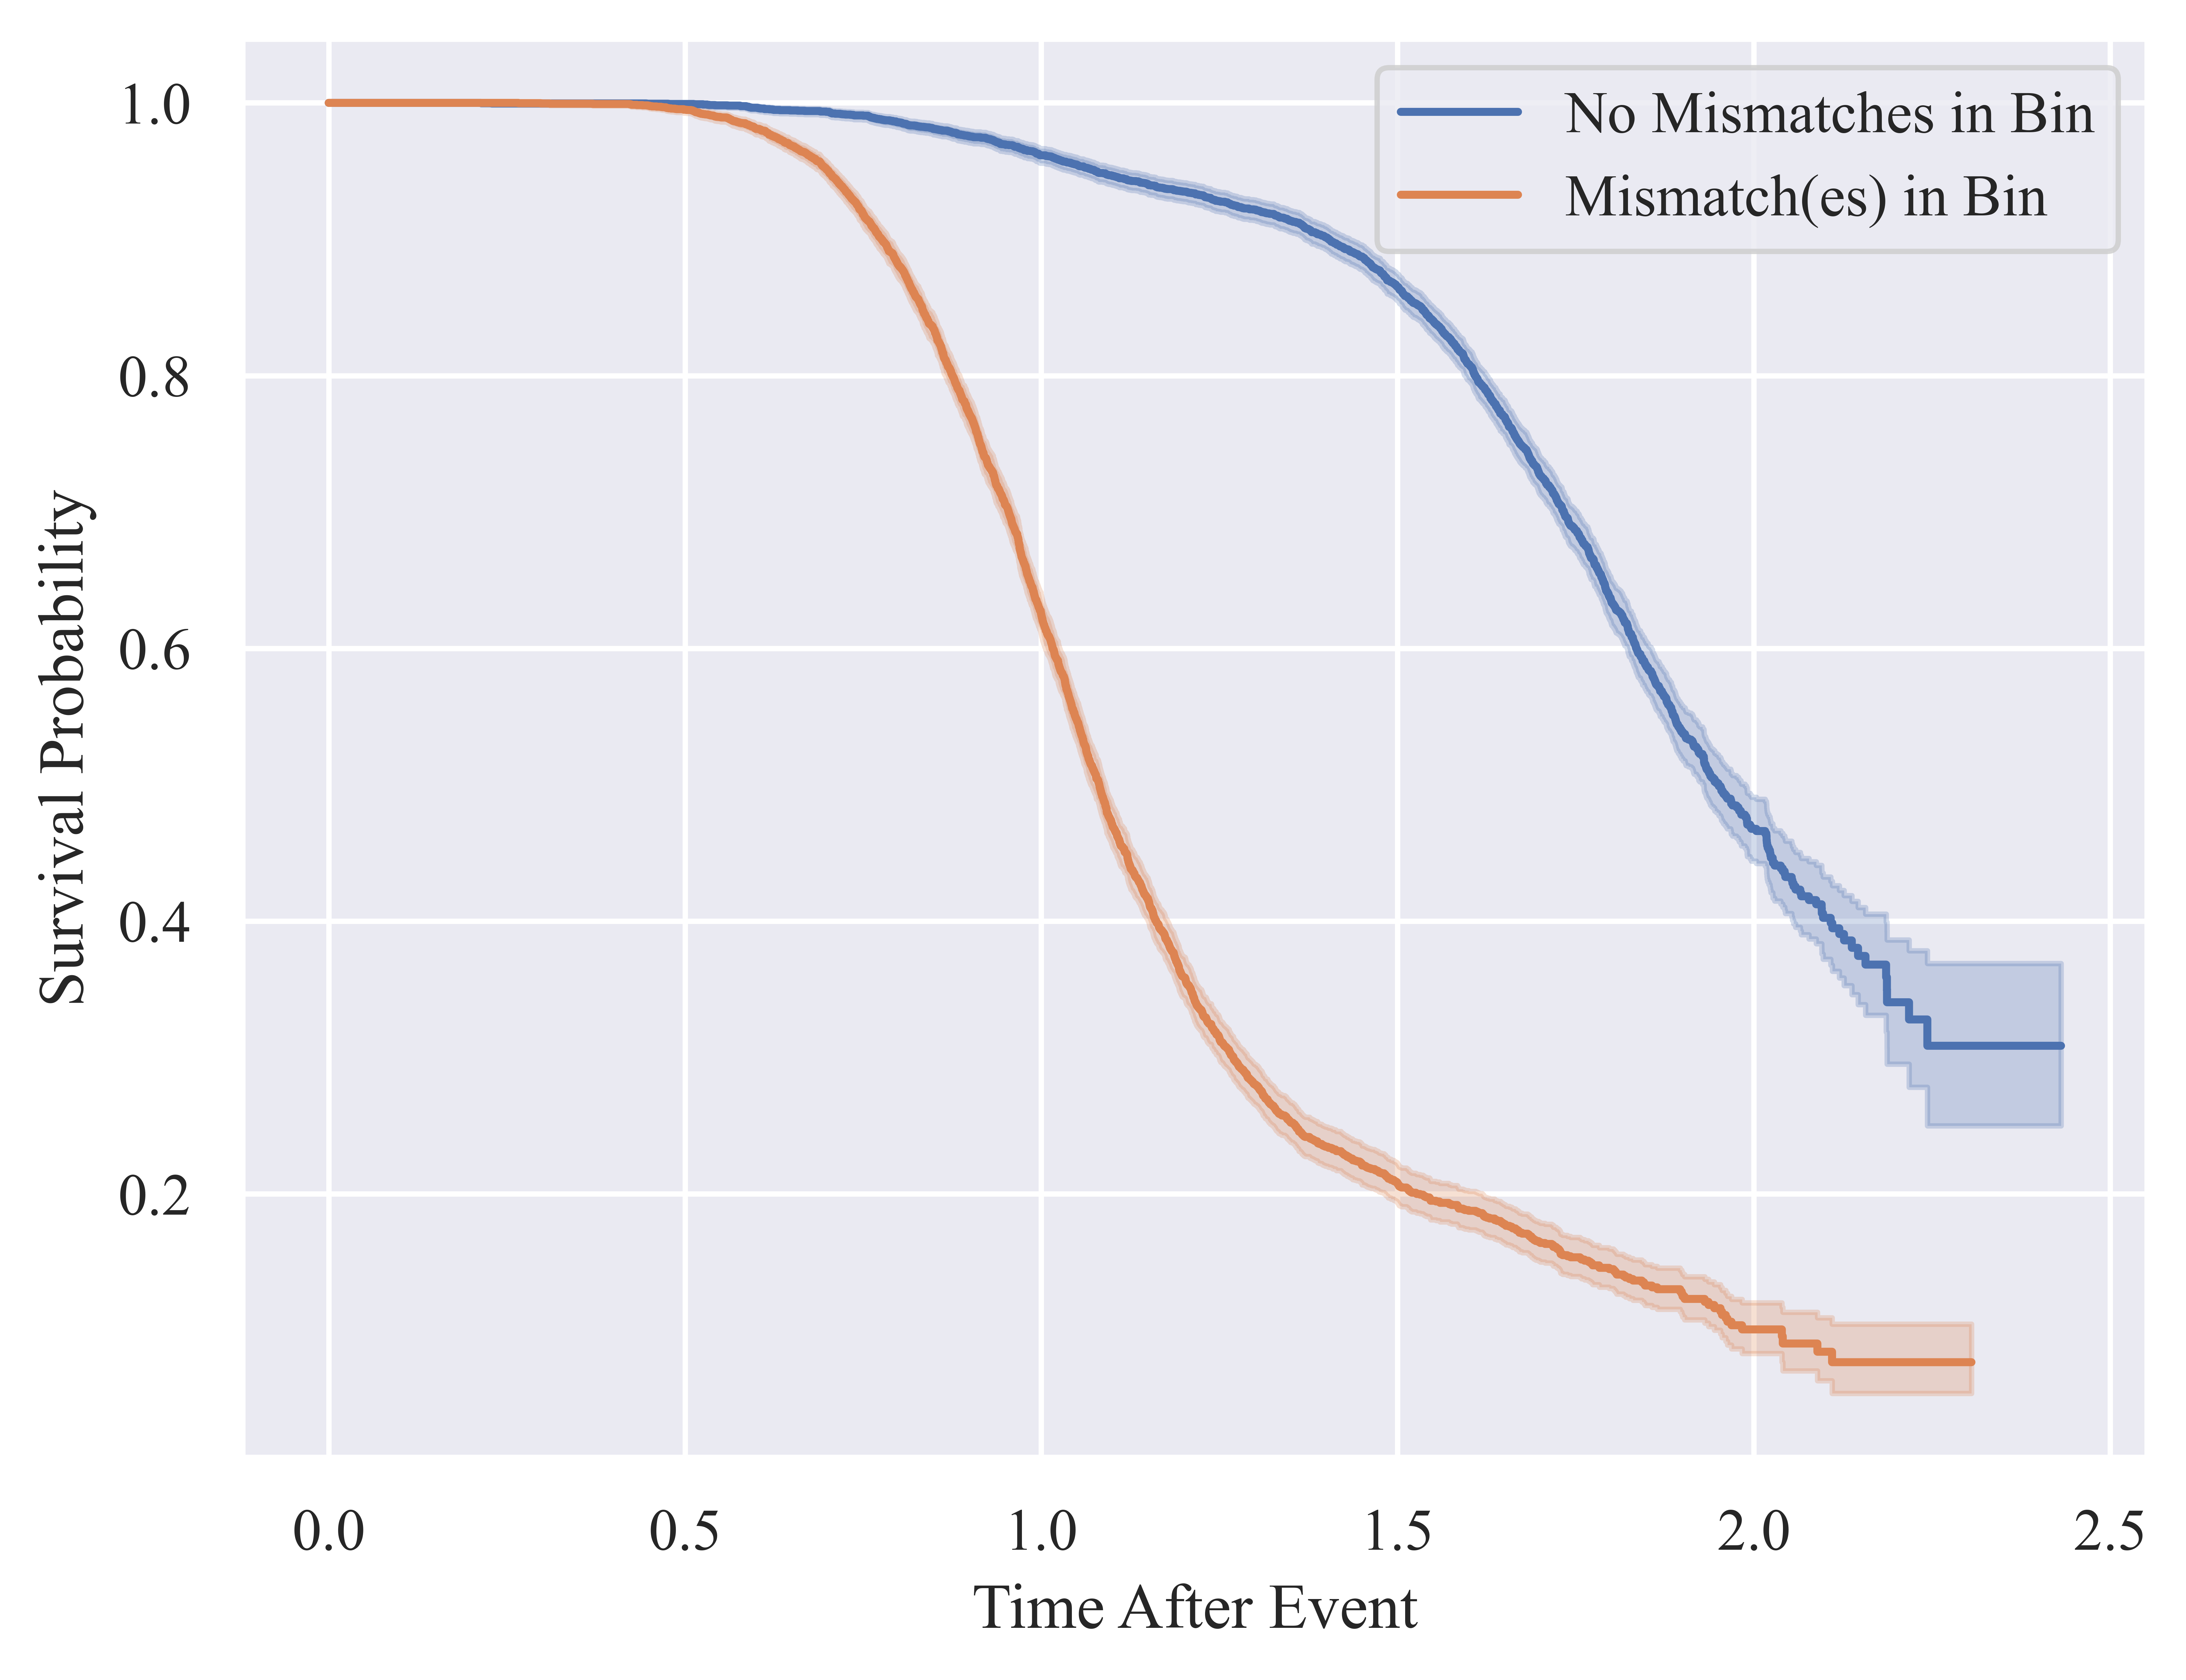 No Mismatches in Bin
Mismatch(es) in Bin
1.0
0.8
0.6
0.4
0.2
Survival Probability
0.0 0.5 1.0 1.5 2.0 2.5
Time After Event